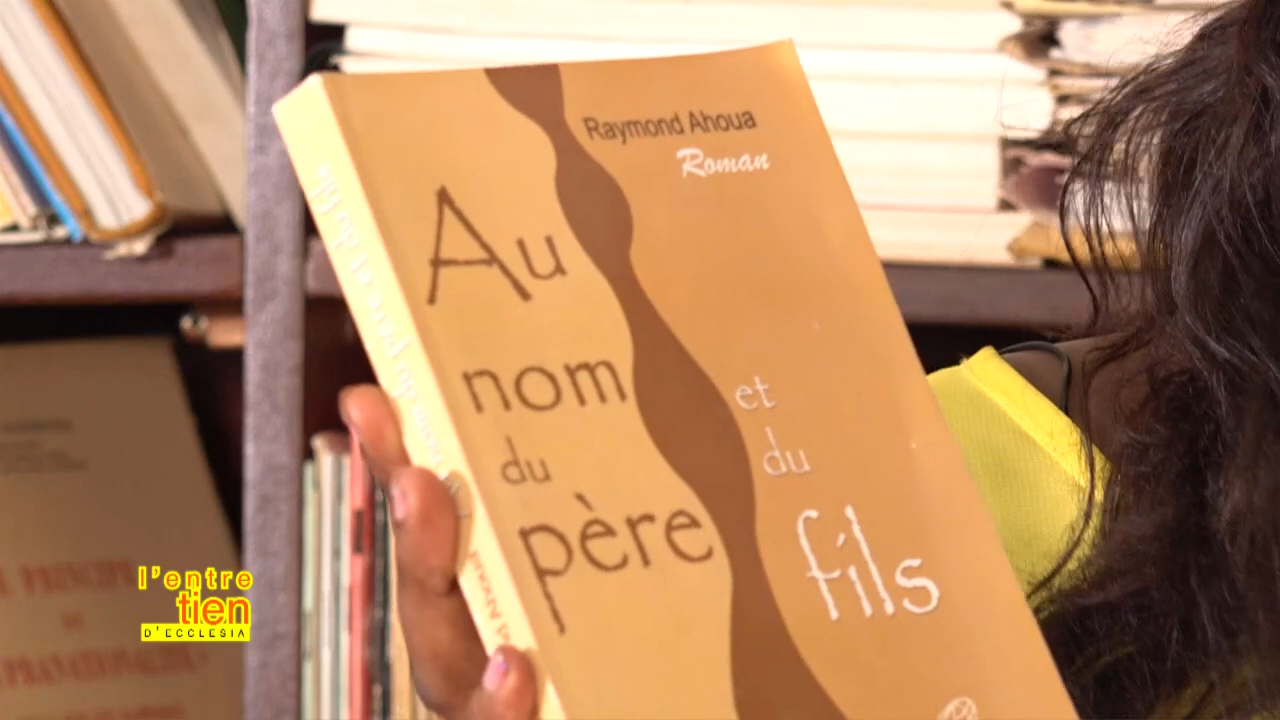 Raymond Ahoua
Roman
Au
nom
du
père
et
du
fils
l'entre
tien
D'ECCLESIA